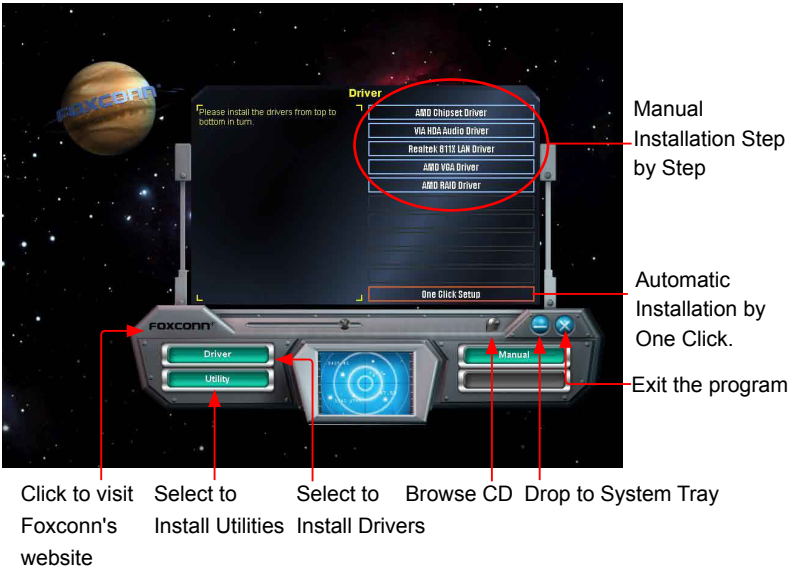 FOXCONN
Driver
Please install the drivers from top to
bottom in turn.
AMD Chipset Driver
VIA HDA Audio Driver
Realtek 811X LAN Driver
AMD VGA Driver
AMD RAID Driver
One Click Setup
Manual
Installation Step
by Step
Automatic
Installation by
One Click.
Exit the program
FOXCONN
Driver
Utility
Manual
Click to visit
Foxconn's
website
Select to
Install Utilities
Select to
Install Drivers
Browse CD
Drop to System Tray